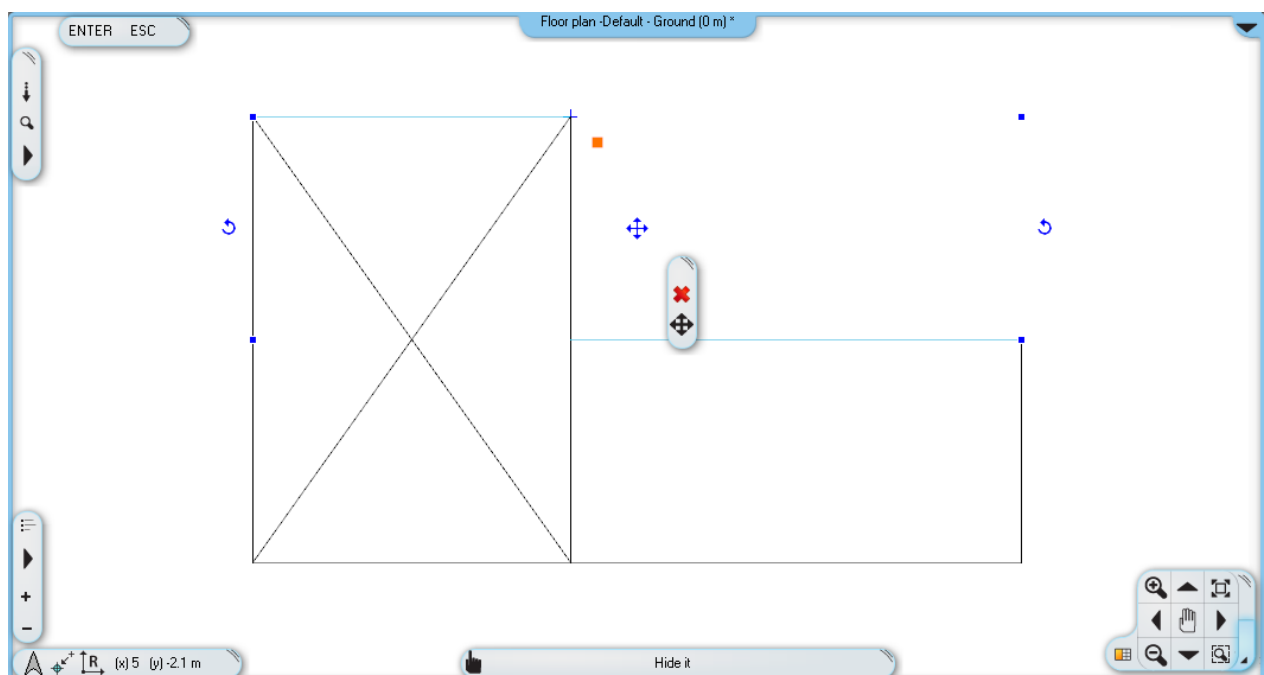 Floor plan -Default - Ground (0 m) *
ENTER ESC
R (x) 5 (y) -2.1 m
Hide it